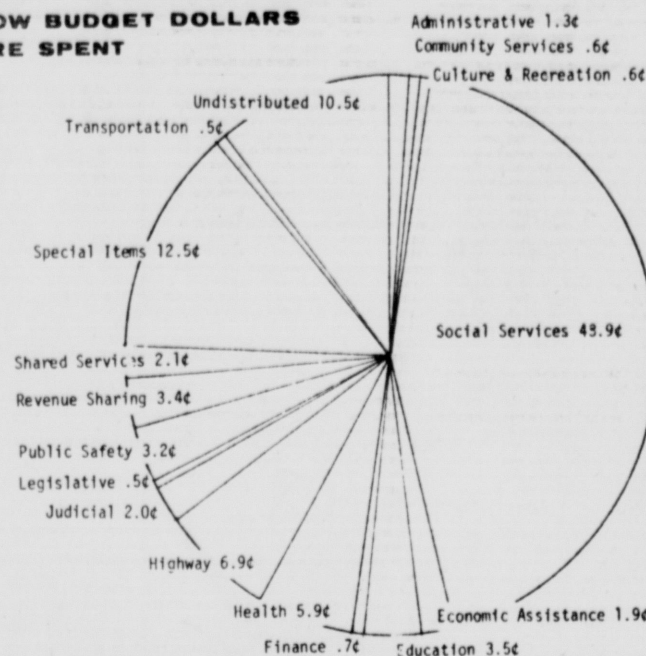 OW BUDGET DOLLARS
RE SPENT
Administrative 1.3¢
Community Services .6¢
Culture & Recreation .6¢
Undistributed 10.5¢
Transportation .5¢
Special Items 12.5¢
Social Services 43.9¢
Shared Services 2.1¢
Revenue Sharing 3.4¢
Public Safety 3.2¢
Legislative .5¢
Judicial 2.0¢
Highway 6.9¢
Health 5.9¢
Economic Assistance 1.9¢
Finance .7¢
Education 3.5¢